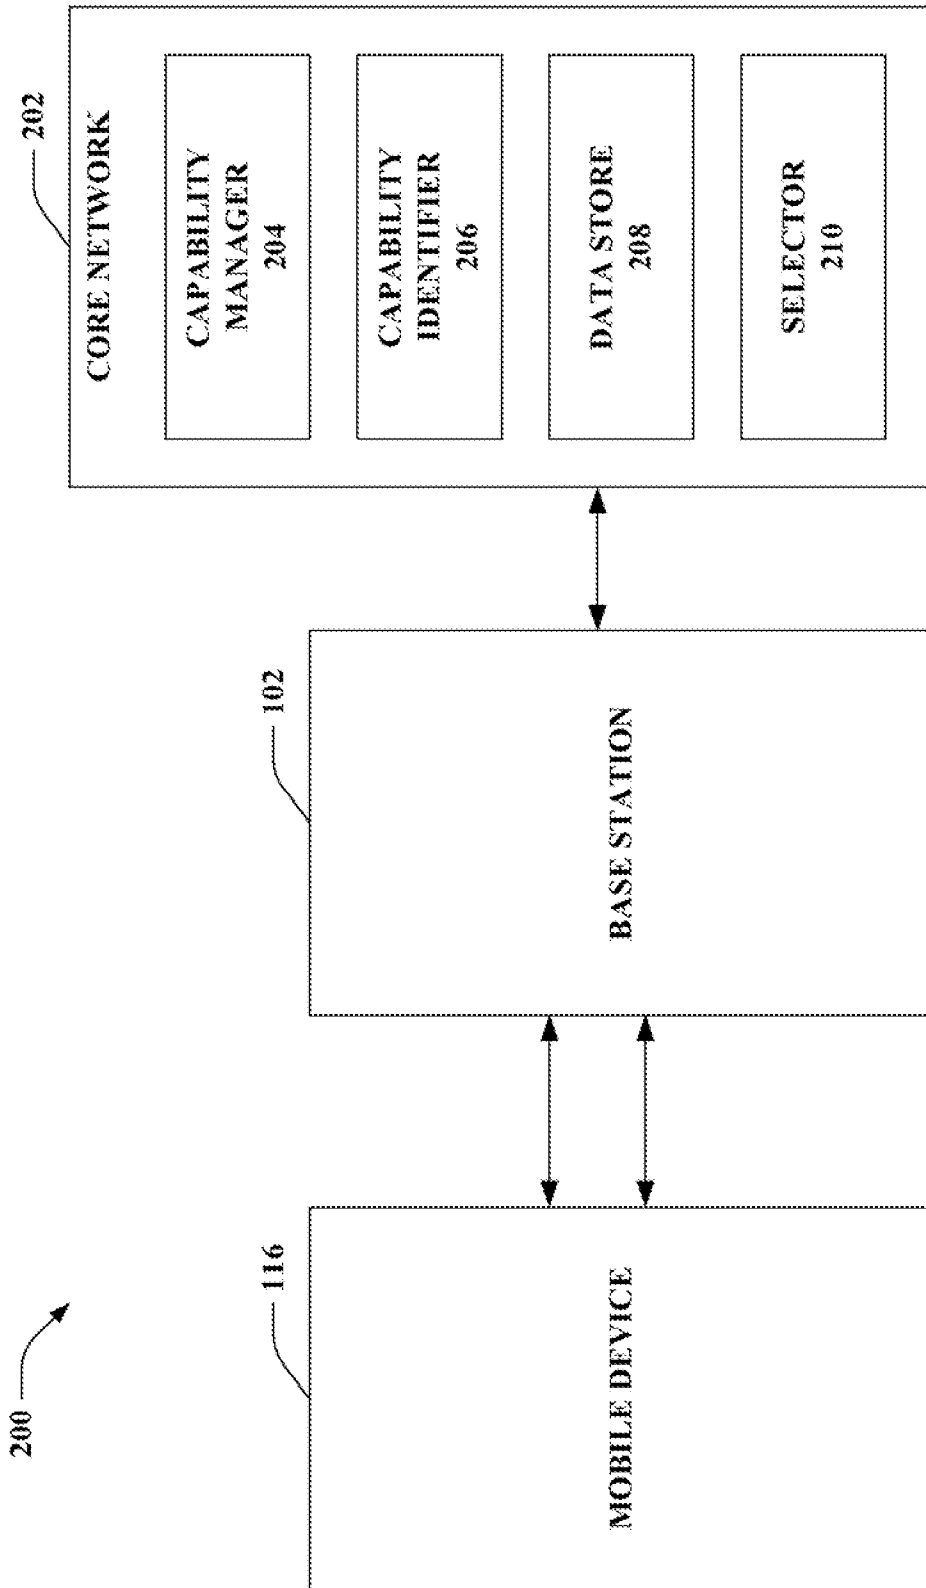 200
116
MOBILE DEVICE
102
BASE STATION
202
CORE NETWORK
CAPABILITY
MANAGER
204
CAPABILITY
IDENTIFIER
206
DATA STORE
208
SELECTOR
210